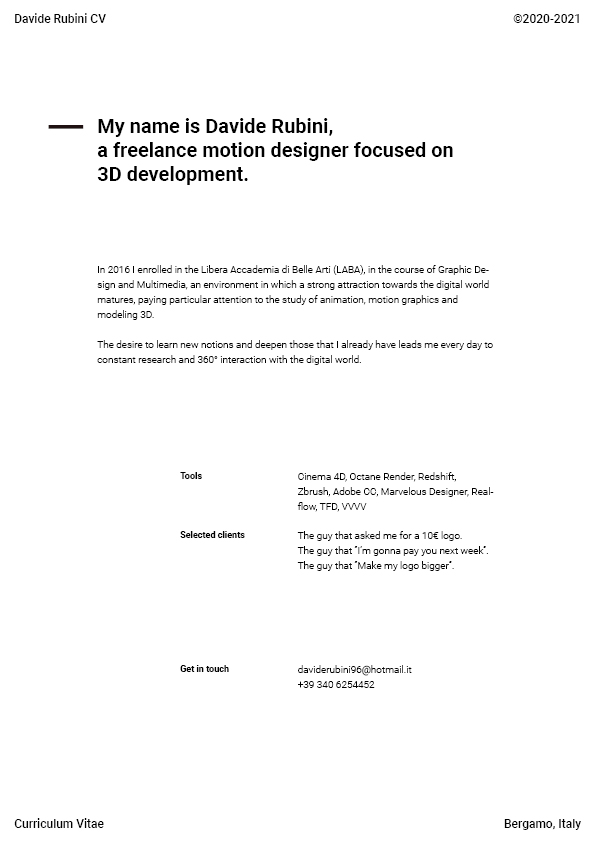 Davide Rubini CV
©2020-2021
My name is Davide Rubini,
a freelance motion designer focused on
3D development.
In 2016 I enrolled in the Libera Accademia di Belle Arti (LABA), in the course of Graphic De-
sign and Multimedia, an environment in which a strong attraction towards the digital world
matures, paying particular attention to the study of animation, motion graphics and
modeling 3D.
The desire to learn new notions and deepen those that I already have leads me every day to
constant research and 360° interaction with the digital world.
Tools
Cinema 4D, Octane Render, Redshift,
Zbrush, Adobe CC, Marvelous Designer, Real-
flow, TFD, VVVV
Selected clients
The guy that asked me for a 10€ logo.
The guy that "I'm gonna pay you next week".
The guy that "Make my logo bigger".
Get in touch
daviderubini96@hotmail.it
+39 340 6254452
Curriculum Vitae
Bergamo, Italy